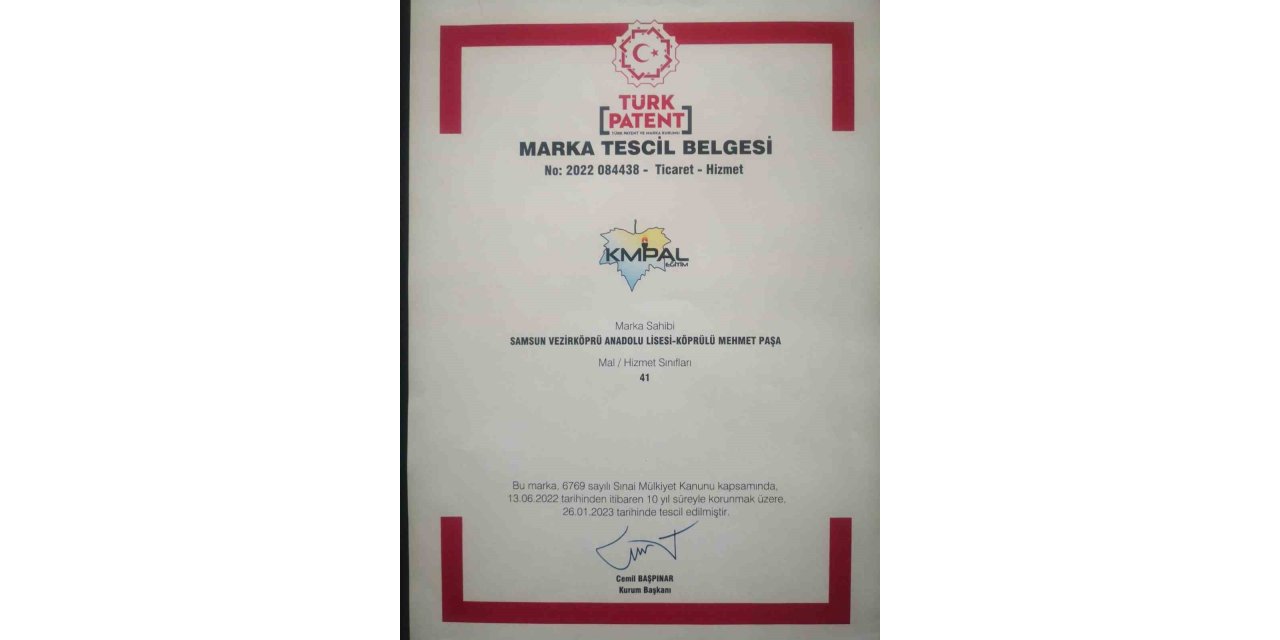 TÜRK
PATENT
TÜRK PATENT VE MARKA KURUMU
MARKA TESCİL BELGESİ
No: 2022 084438 - Ticaret - Hizmet
KMPAL
EĞİTİM
Marka Sahibi
SAMSUN VEZİRKÖPRÜ ANADOLU LİSESİ-KÖPRÜLÜ MEHMET PAŞA
Mal / Hizmet Sınıfları
41
Bu marka, 6769 sayılı Sınai Mülkiyet Kanunu kapsamında,
13.06.2022 tarihinden itibaren 10 yıl süreyle korunmak üzere,
26.01.2023 tarihinde tescil edilmiştir.
Cemil BAŞPINAR
Kurum Başkanı